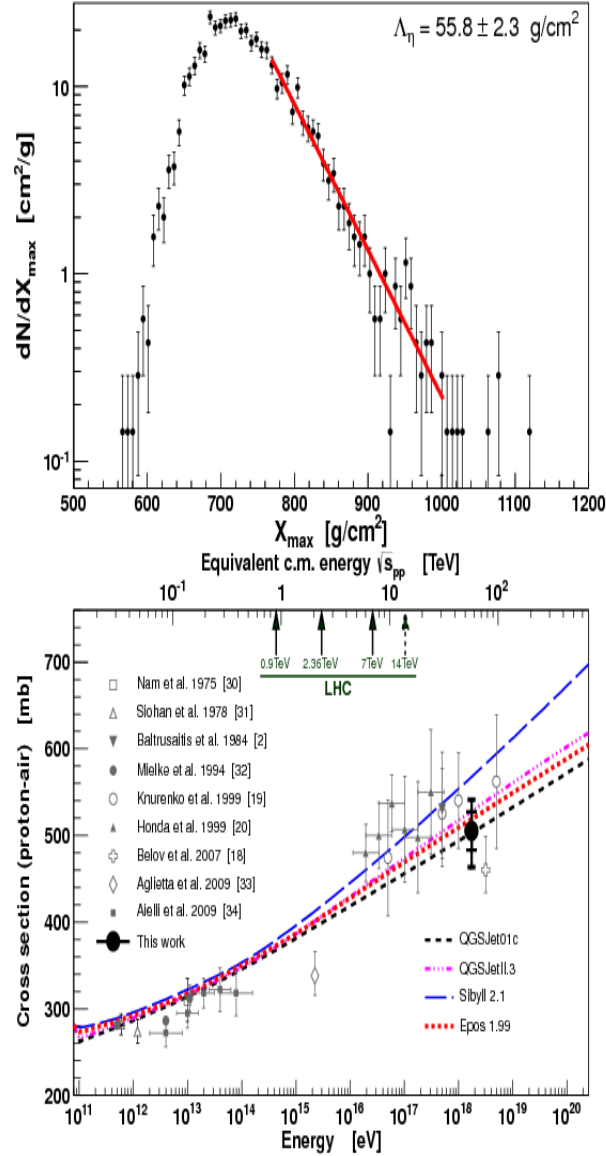 Λη = 55.8 ± 2.3 g/cm²
dN/dXmax [cm²/g]
10
1
10⁻¹
500 600 700 800 900 1000 1100 1200
Xmax [g/cm²]
Equivalent c.m. energy √spp [TeV]
10⁻¹ 1 10 10²
0.9TeV 2.36TeV 7TeV 14TeV
LHC
Cross section (proton-air) [mb]
700
600
500
400
300
200
Nam et al. 1975 [30]
Siohan et al. 1978 [31]
Baltrusaitis et al. 1984 [2]
Mielke et al. 1994 [32]
Knurenko et al. 1999 [19]
Honda et al. 1999 [20]
Belov et al. 2007 [18]
Aglietta et al. 2009 [33]
Aielli et al. 2009 [34]
This work
QGSJet01c
QGSJetII.3
Sibyll 2.1
Epos 1.99
10¹¹ 10¹² 10¹³ 10¹⁴ 10¹⁵ 10¹⁶ 10¹⁷ 10¹⁸ 10¹⁹ 10²⁰
Energy [eV]